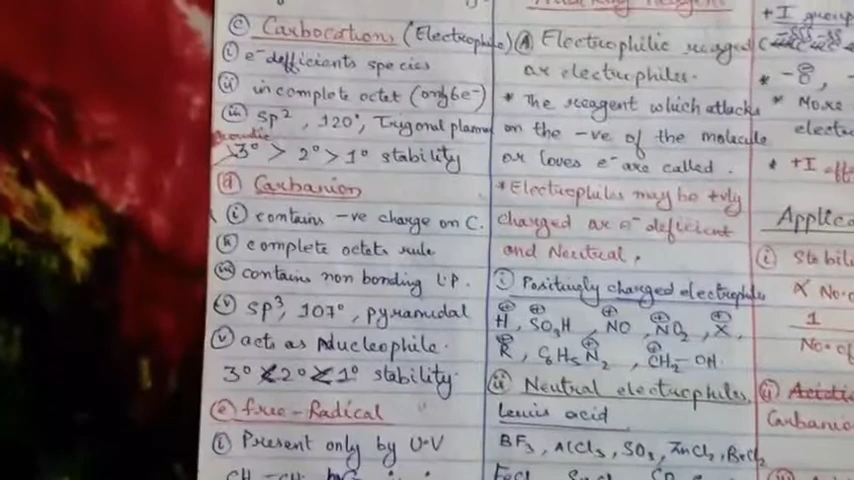 © Carbocations (Electrophile)
(i) e⁻ defficients species
(ii) incomplete octet (only 6e⁻)
(iii) sp², 120°, Trigonal planar
>3° > 2° > 1° stability
(d) Carbanion
(i) contains -ve charge on C.
(ii) complete octets rule
(iii) contains non bonding L.P.
(iv) sp³, 107°, pyramidal
(v) acts as Nucleophile.
3° < 2° < 1° stability.
(e) free-Radical
(i) Present only by U.V
(A) Electrophilic reagent
or electrophiles.
* The reagent which attacks
on the -ve of the molecule
or loves e⁻ are called.
* Electrophiles may be +vly
charged or e⁻ deficient
and Neutral.
(i) Positively charged electrophiles
H⊕, SO₃H⊕, NO⊕, NO₂⊕, X⊕,
R⊕, C₆H₅N₂⊕, CH₂⊕-OH
(ii) Neutral electrophiles.
Lewis acid
BF₃, AlCl₃, SO₃, ZnCl₂, BeCl₂
+I group
* More
electr
* +I eff
Applica
(i) Stabil
No. o
1
No. of
(ii) Acidic
Carbanio